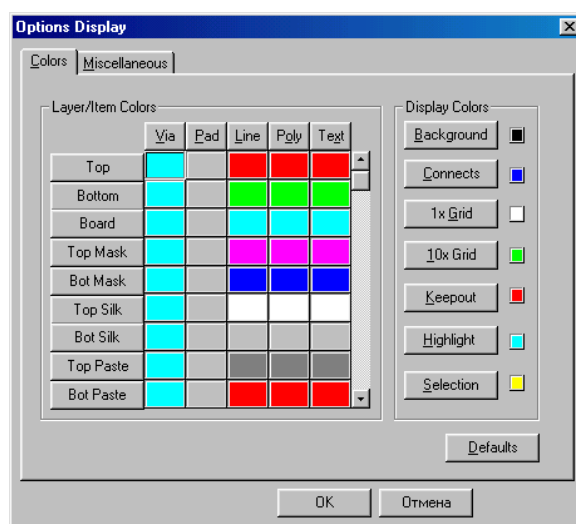 Options Display
Colors Miscellaneous
Layer/Item Colors
Via Pad Line Poly Text
Top
Bottom
Board
Top Mask
Bot Mask
Top Silk
Bot Silk
Top Paste
Bot Paste
Display Colors
Background
Connects
1x Grid
10x Grid
Keepout
Highlight
Selection
Defaults
OK Отмена